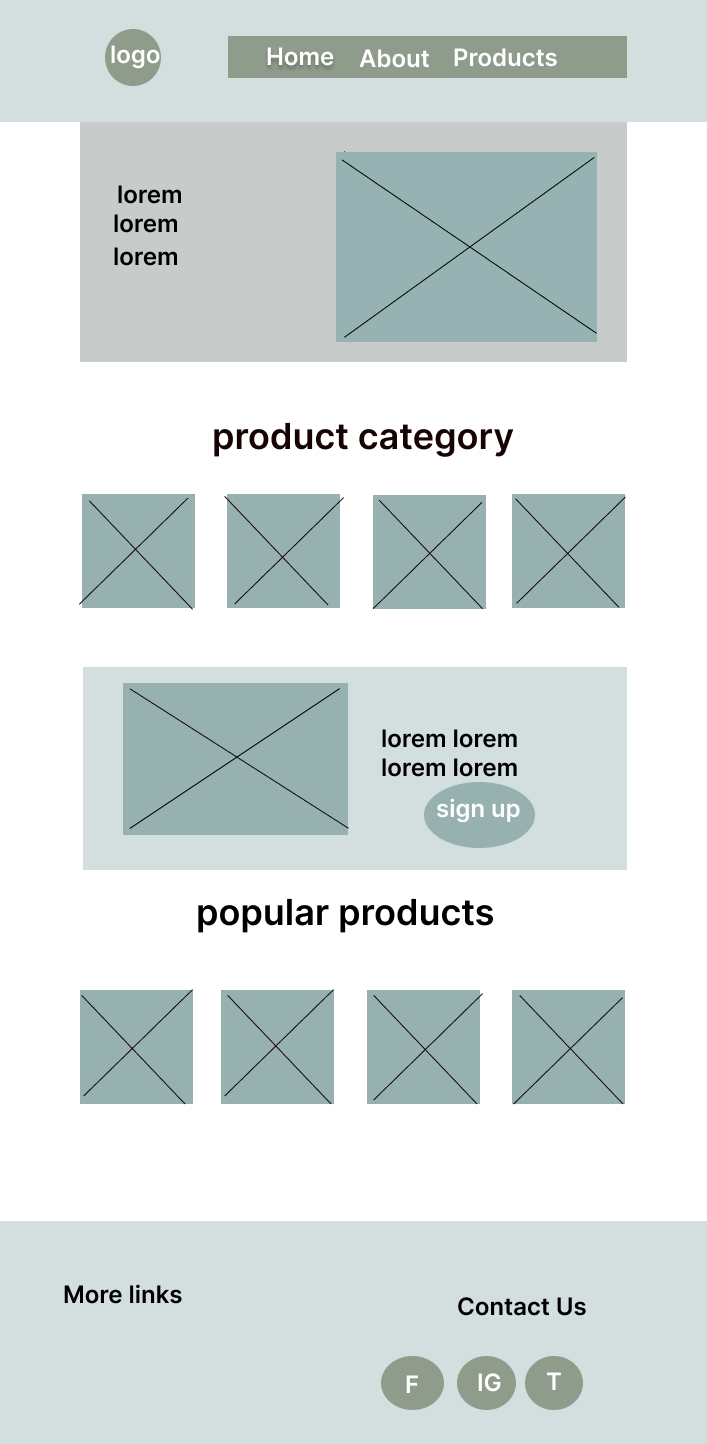 logo
Home About Products
lorem
lorem
lorem
product category
lorem lorem
lorem lorem
sign up
popular products
More links
Contact Us
F IG T